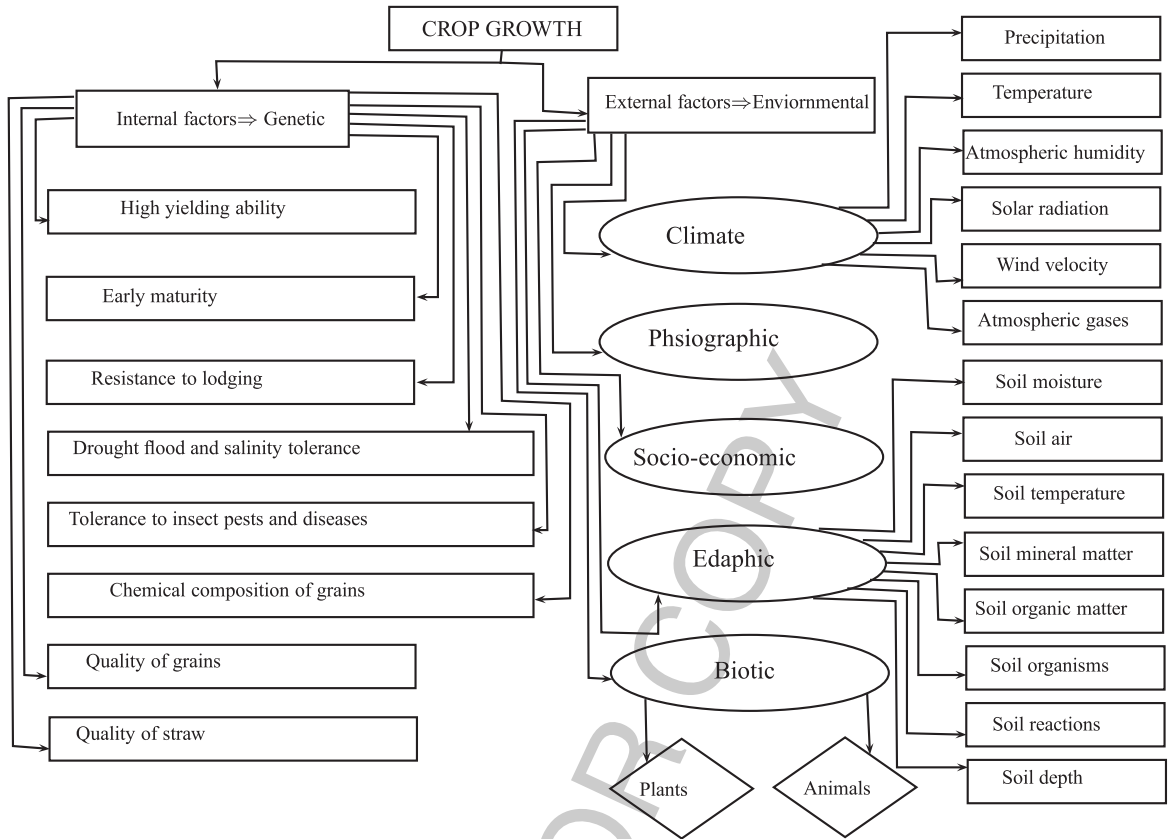 CROP GROWTH
Internal factors⇒ Genetic
High yielding ability
Early maturity
Resistance to lodging
Drought flood and salinity tolerance
Tolerance to insect pests and diseases
Chemical composition of grains
Quality of grains
Quality of straw
External factors⇒Enviornmental
Climate
Phsiographic
Socio-economic
Edaphic
Biotic
Plants
Animals
Precipitation
Temperature
Atmospheric humidity
Solar radiation
Wind velocity
Atmospheric gases
Soil moisture
Soil air
Soil temperature
Soil mineral matter
Soil organic matter
Soil organisms
Soil reactions
Soil depth
OR COPY